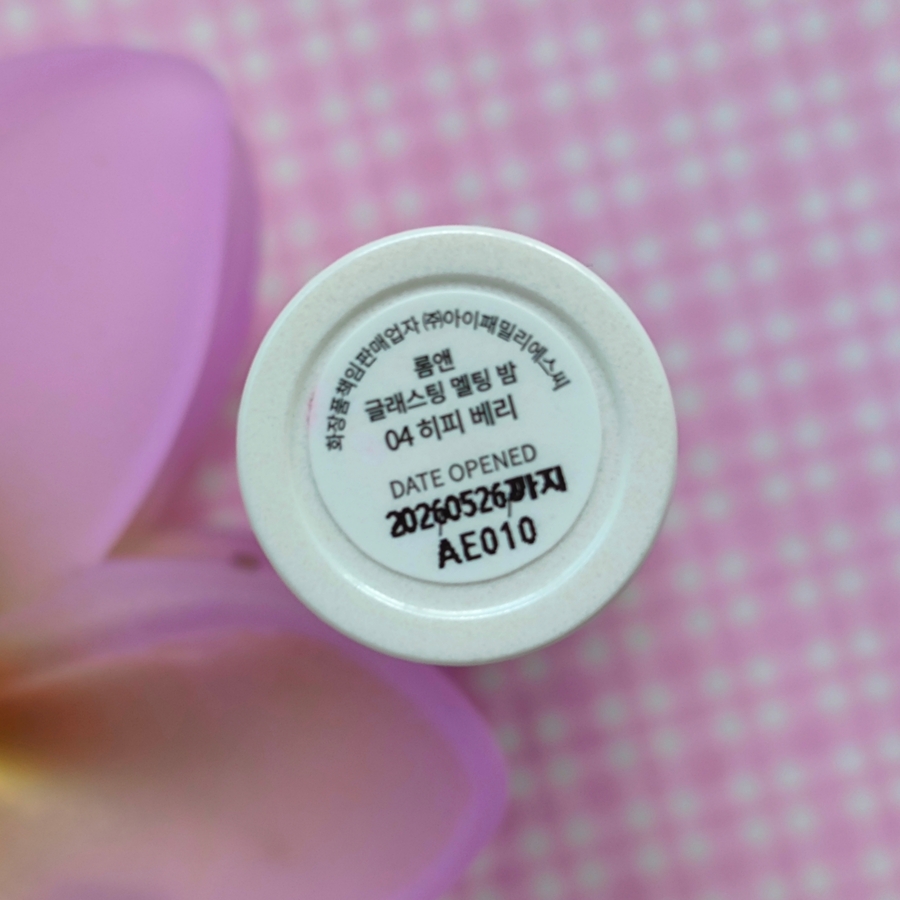 화장품책임판매업자 ㈜아이패밀리에스씨
롬앤
글래스팅 멜팅 밤
04 히피 베리
DATE OPENED
20260526까지
AE010